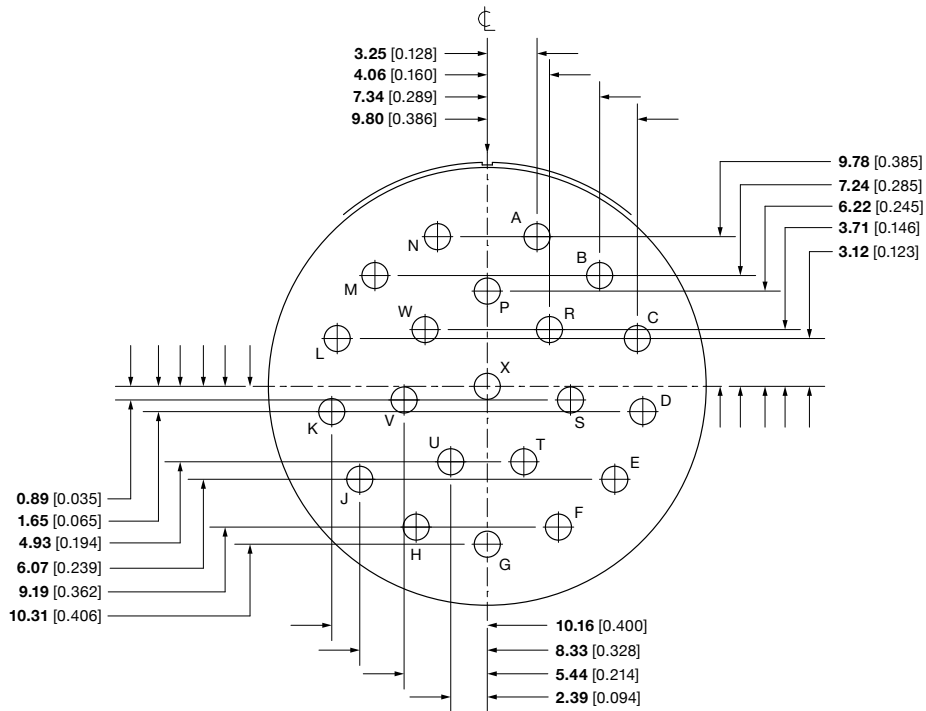 ℄
3.25 [0.128]
4.06 [0.160]
7.34 [0.289]
9.80 [0.386]
9.78 [0.385]
7.24 [0.285]
6.22 [0.245]
3.71 [0.146]
3.12 [0.123]
A
N
B
M
P
W
R
C
L
X
D
K
V
S
U
T
E
J
F
H
G
0.89 [0.035]
1.65 [0.065]
4.93 [0.194]
6.07 [0.239]
9.19 [0.362]
10.31 [0.406]
10.16 [0.400]
8.33 [0.328]
5.44 [0.214]
2.39 [0.094]